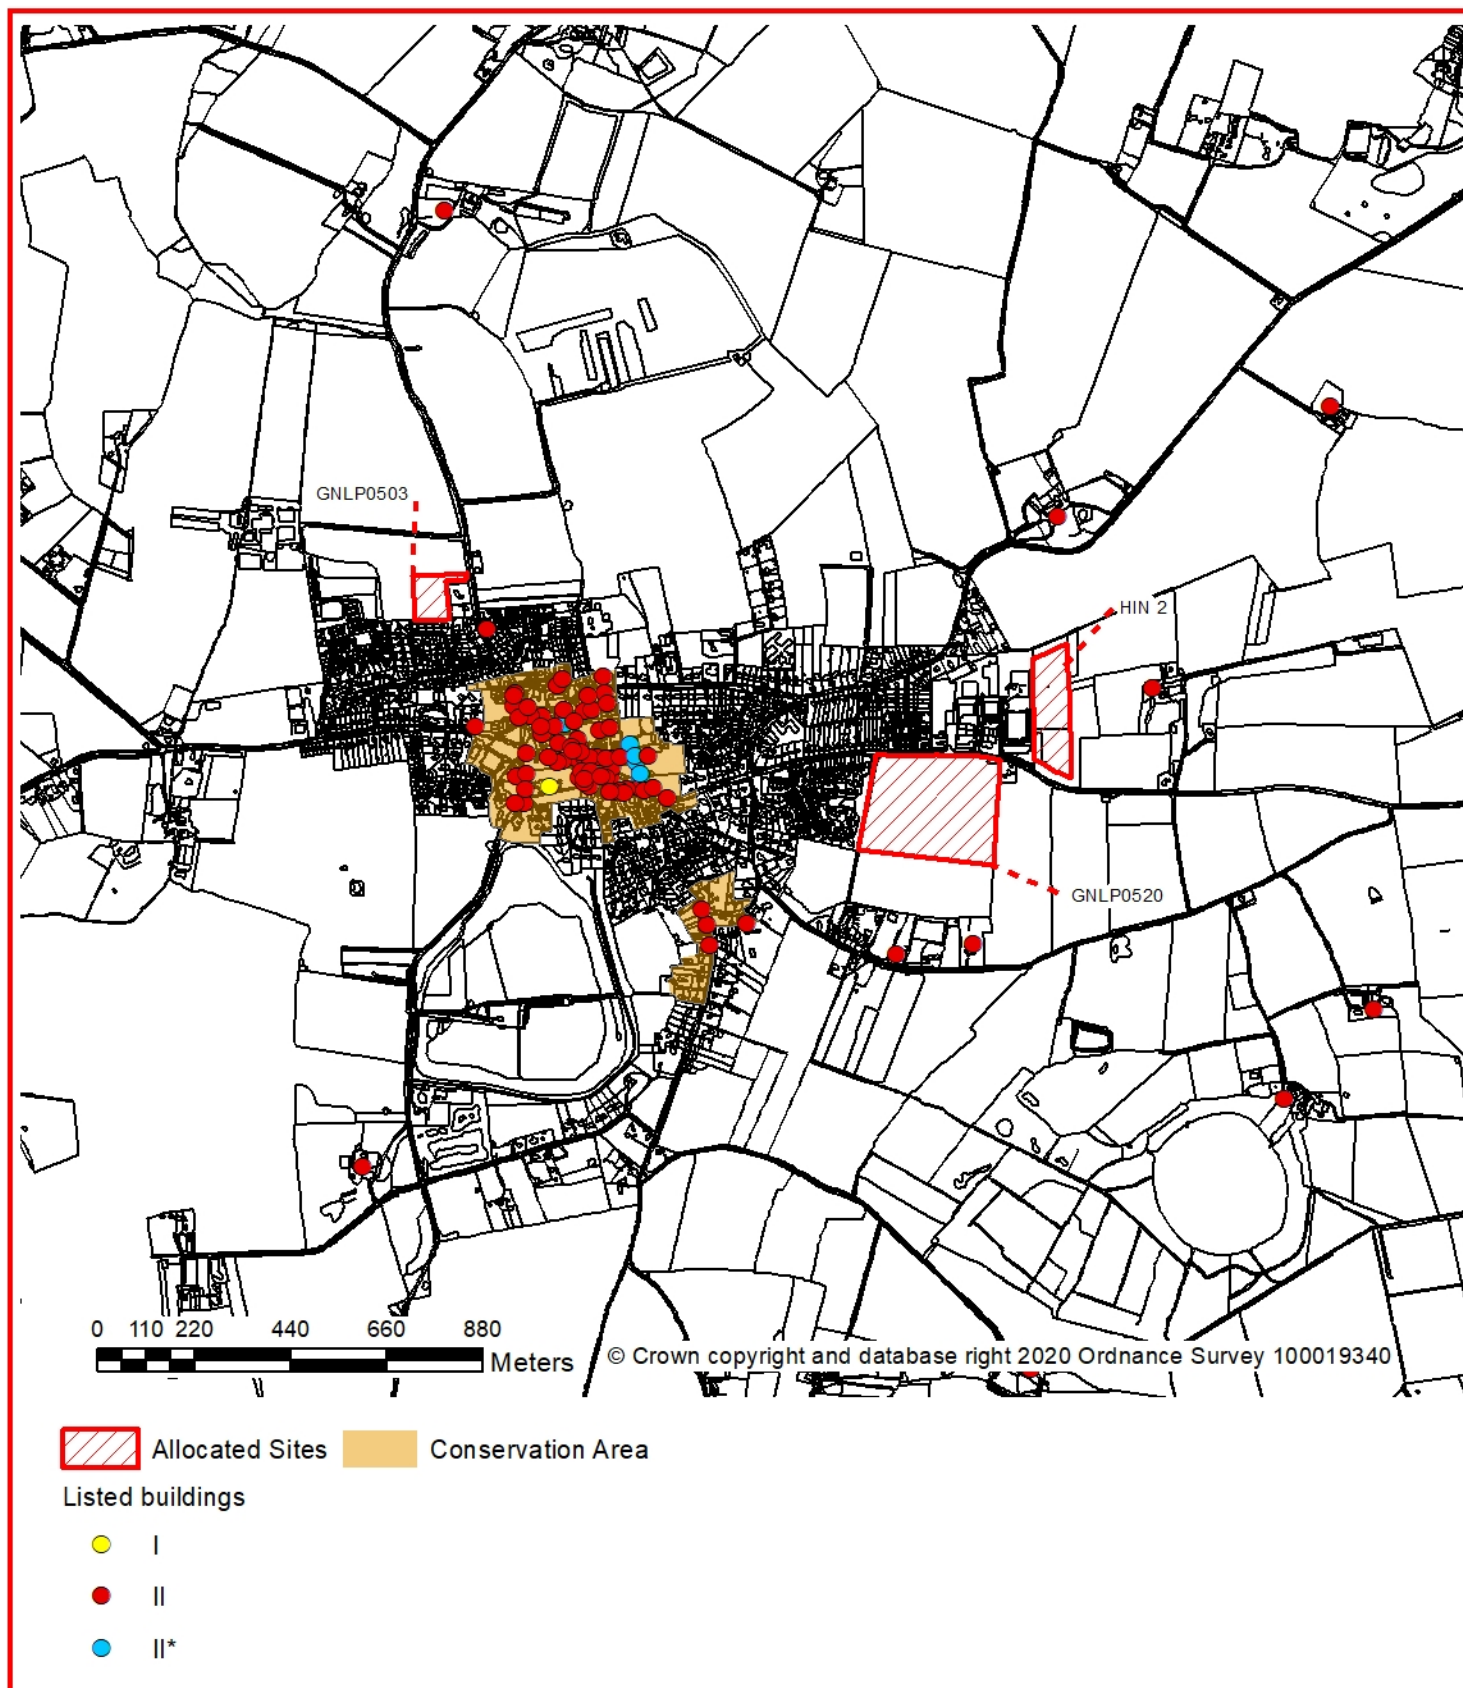 GNLP0503
HIN 2
GNLP0520
0 110 220 440 660 880
Meters
© Crown copyright and database right 2020 Ordnance Survey 100019340
Allocated Sites
Conservation Area
Listed buildings
I
II
II*